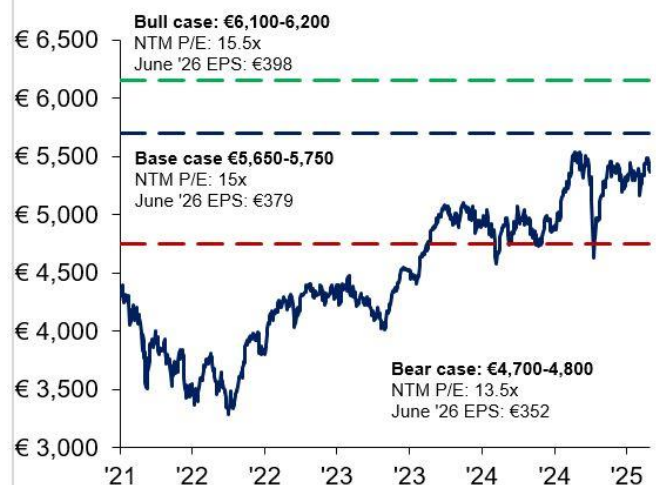 Bull case: €6,100-6,200
NTM P/E: 15.5x
June '26 EPS: €398
€ 6,500
€ 6,000
€ 5,500
Base case €5,650-5,750
NTM P/E: 15x
June '26 EPS: €379
€ 5,000
€ 4,500
€ 4,000
Bear case: €4,700-4,800
NTM P/E: 13.5x
June '26 EPS: €352
€ 3,500
€ 3,000
'21 '22 '22 '23 '23 '24 '24 '25